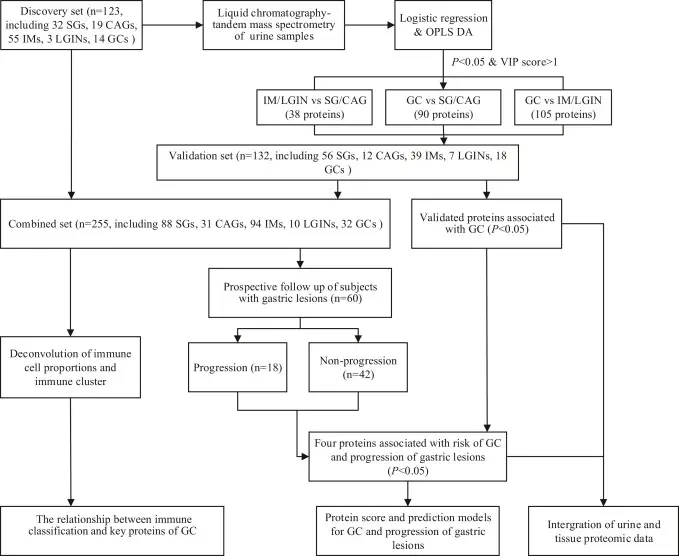 Discovery set (n=123,
including 32 SGs, 19 CAGs,
55 IMs, 3 LGINs, 14 GCs )
Liquid chromatography-
tandem mass spectrometry
of urine samples
Logistic regression
& OPLS DA
P<0.05 & VIP score>1
IM/LGIN vs SG/CAG
(38 proteins)
GC vs SG/CAG
(90 proteins)
GC vs IM/LGIN
(105 proteins)
Validation set (n=132, including 56 SGs, 12 CAGs, 39 IMs, 7 LGINs, 18
GCs )
Combined set (n=255, including 88 SGs, 31 CAGs, 94 IMs, 10 LGINs, 32 GCs )
Validated proteins associated
with GC (P<0.05)
Prospective follow up of subjects
with gastric lesions (n=60)
Deconvolution of immune
cell proportions and
immune cluster
Progression (n=18)
Non-progression
(n=42)
Four proteins associated with risk of GC
and progression of gastric lesions
(P<0.05)
The relationship between immune
classification and key proteins of GC
Protein score and prediction models
for GC and progression of gastric
lesions
Intergration of urine and
tissue proteomic data